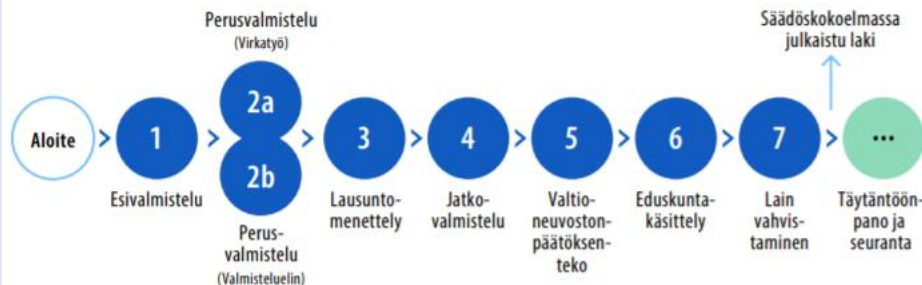 Perusvalmistelu
(Virkatyö)
Säädöskokoelmassa
julkaistu laki
Aloite
1
2a
2b
3
4
5
6
7
...
Esivalmistelu
Perus-
valmistelu
(Valmisteluelin)
Lausunto-
menettely
Jatko-
valmistelu
Valtio-
neuvoston-
päätöksen-
teko
Eduskunta-
käsittely
Lain
vahvis-
taminen
Täytäntöön-
pano ja
seuranta